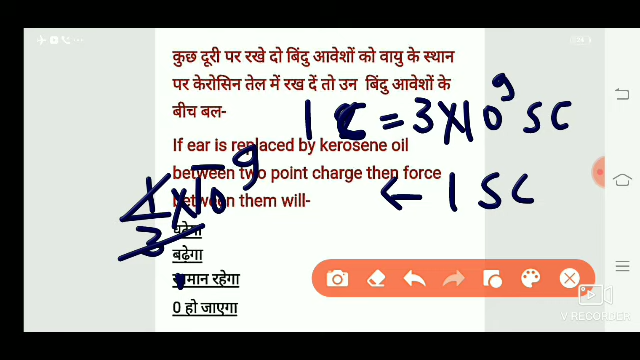 कुछ दूरी पर रखे दो बिंदु आवेशों को वायु के स्थान
पर केरोसिन तेल में रख दें तो उन बिंदु आवेशों के
बीच बल-
1 C = 3×10⁹ SC
If ear is replaced by kerosene oil
between two point charge then force
between them will-
1/3 × 10⁻⁹ ← 1 SC
घटेगा
बढ़ेगा
समान रहेगा
0 हो जाएगा
V RECORDER